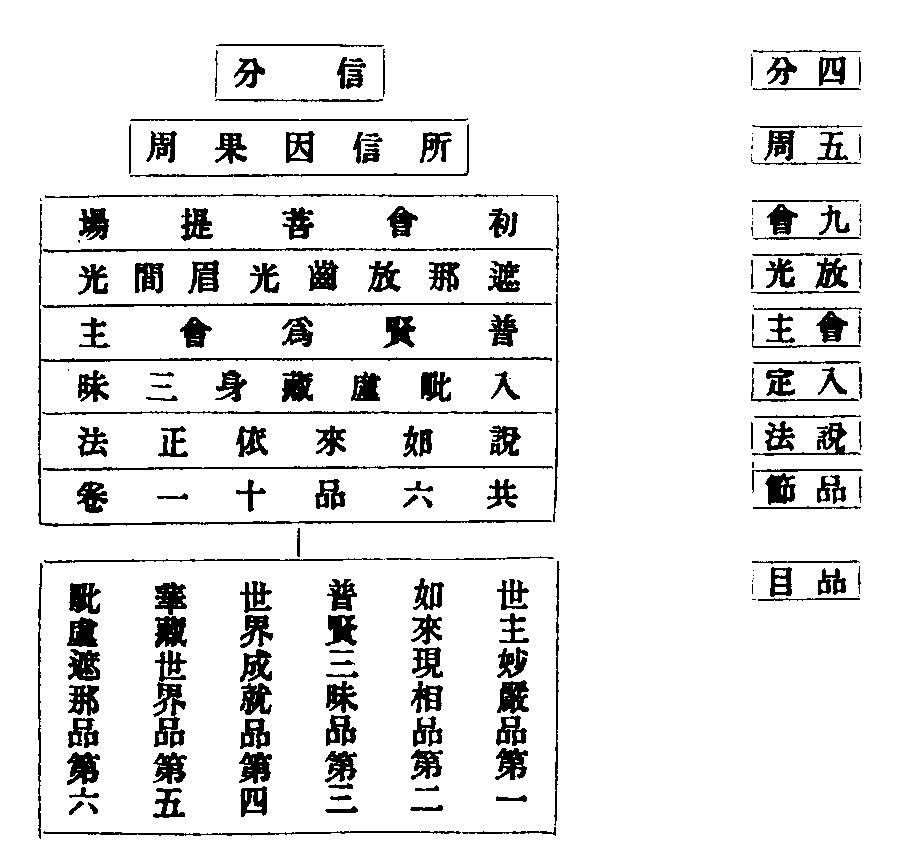 四分
信分
五周
所信因果周
九會
初會菩提場
放光
遮那放齒光眉間光
會主
普賢爲會主
入定
入毗盧藏身三昧
說法
說如來依正法
品節
共六品十一卷
品目
世主妙嚴品第一
如來現相品第二
普賢三昧品第三
世界成就品第四
華藏世界品第五
毗盧遮那品第六